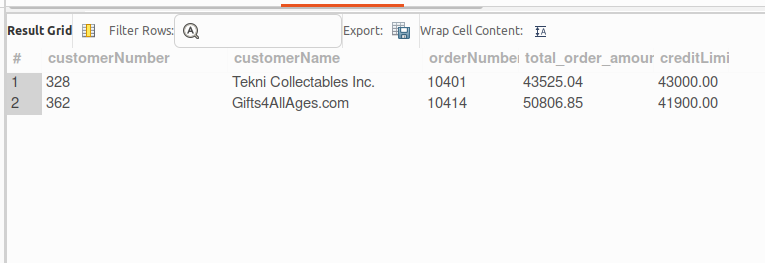 Result Grid Filter Rows: Export: Wrap Cell Content: IA
# customerNumber customerName orderNumbe total_order_amour creditLimi
1 328 Tekni Collectables Inc. 10401 43525.04 43000.00
2 362 Gifts4AllAges.com 10414 50806.85 41900.00